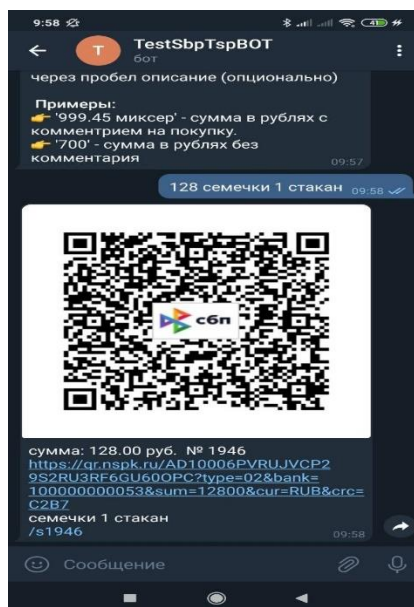 9:58
41
T
TestSbpTspBOT
бот
через пробел описание (опционально)
Примеры:
👉 '999.45 миксер' - сумма в рублях с
комментрием на покупку.
👉 '700' - сумма в рублях без
комментария
09:57
128 семечки 1 стакан 09:58
сбп
сумма: 128.00 руб. № 1946
https://qr.nspk.ru/AD10006PVRUJVCP2
9S2RU3RF6GU60OPC?type=02&bank=
100000000053&sum=12800&cur=RUB&crc=
C2B7
семечки 1 стакан
/s1946
09:58
Сообщение